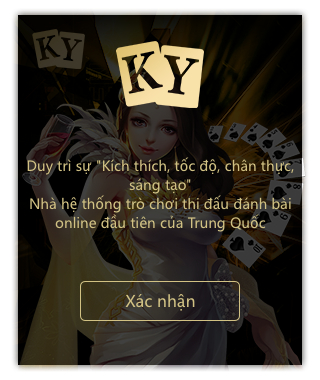 KY
KY
Duy trì sự "Kích thích, tốc độ, chân thực,
sáng tạo"
Nhà hệ thống trò chơi thi đấu đánh bài
online đầu tiên của Trung Quốc
Xác nhận